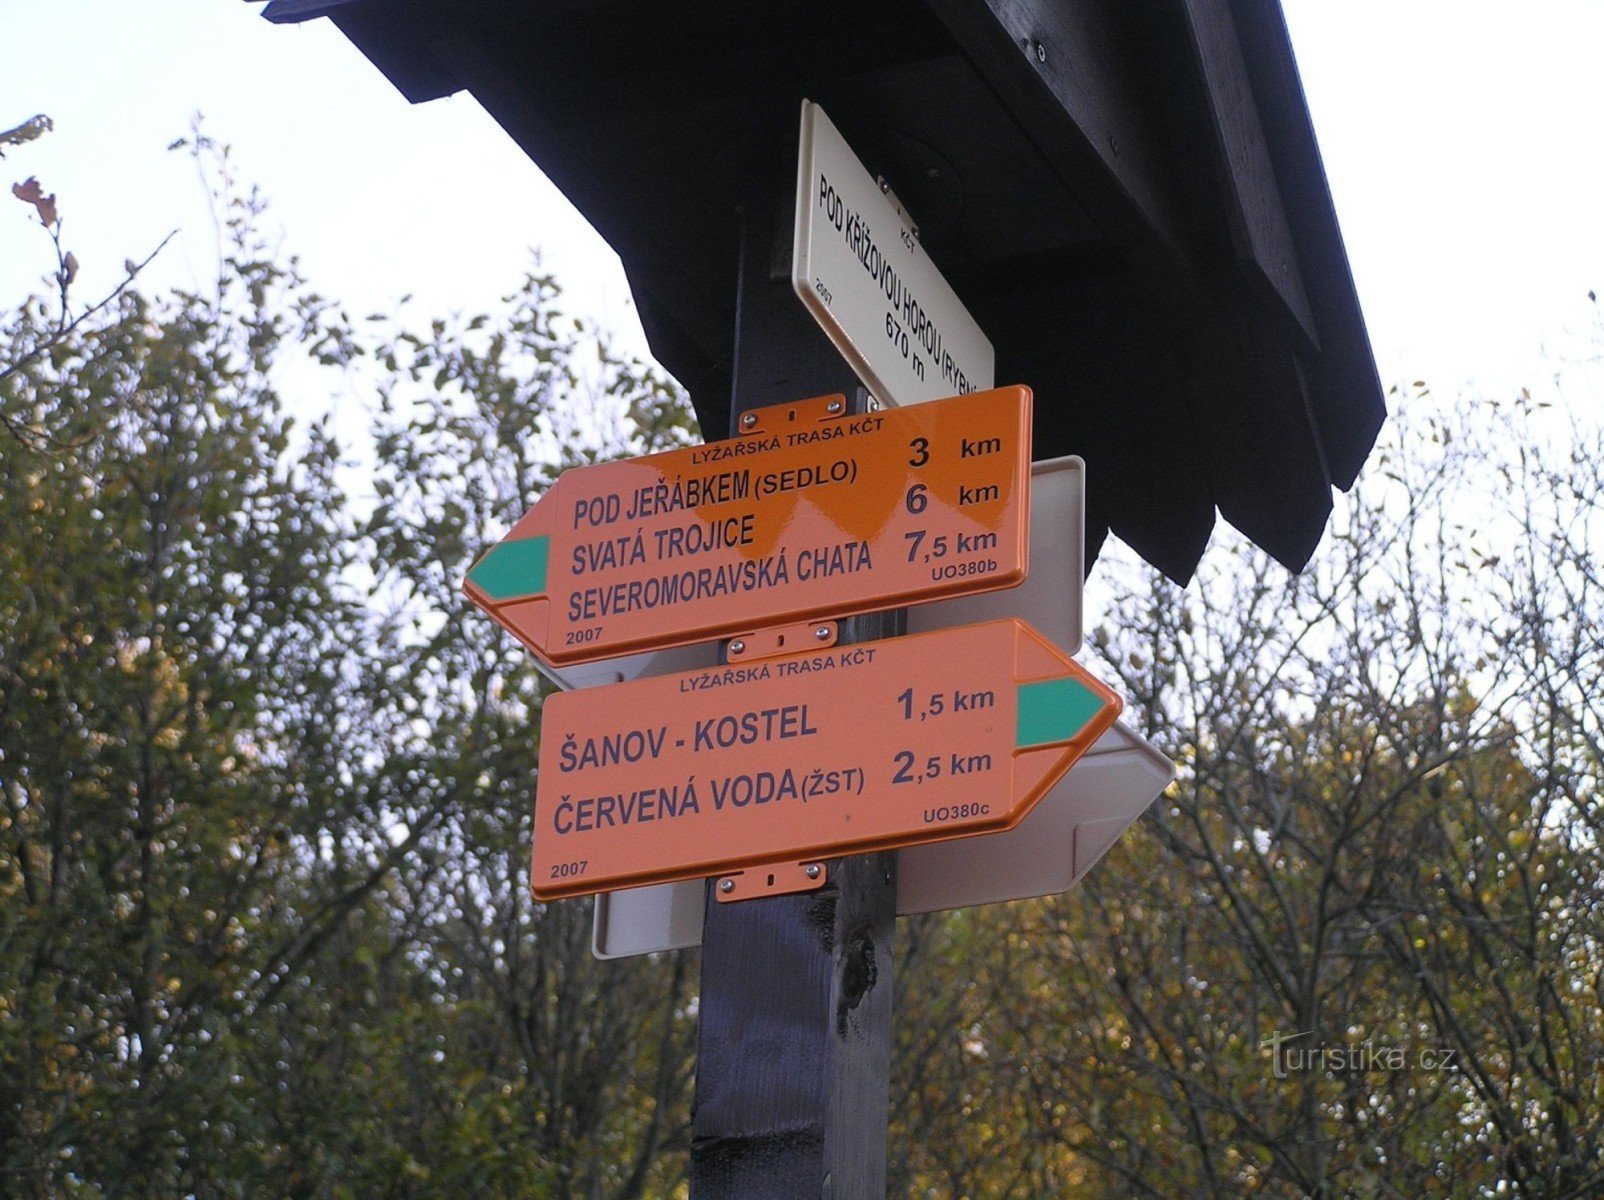 KČT
POD KŘÍŽOVOU HOROU
670 m
2007
LYŽAŘSKÁ TRASA KČT
POD JEŘÁBKEM (SEDLO) 3 km
SVATÁ TROJICE 6 km
SEVEROMORAVSKÁ CHATA 7,5 km
2007 UO380b
LYŽAŘSKÁ TRASA KČT
ŠANOV - KOSTEL 1,5 km
ČERVENÁ VODA (ŽST) 2,5 km
2007 UO380c
Turistika.cz